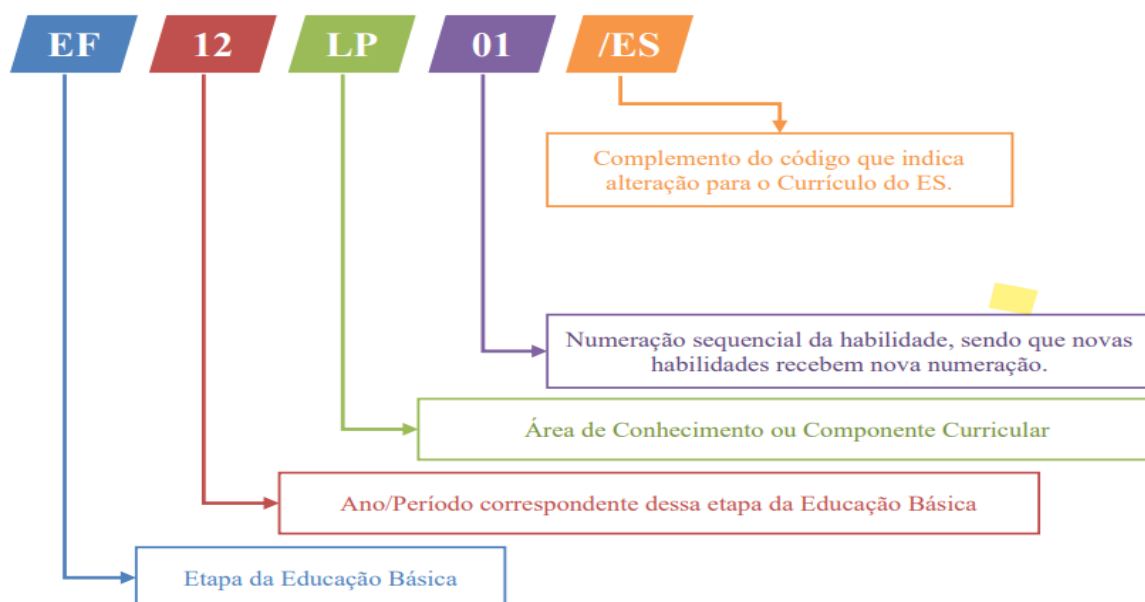 EF 12 LP 01 /ES
Complemento do código que indica
alteração para o Currículo do ES.
Numeração sequencial da habilidade, sendo que novas
habilidades recebem nova numeração.
Área de Conhecimento ou Componente Curricular
Ano/Período correspondente dessa etapa da Educação Básica
Etapa da Educação Básica